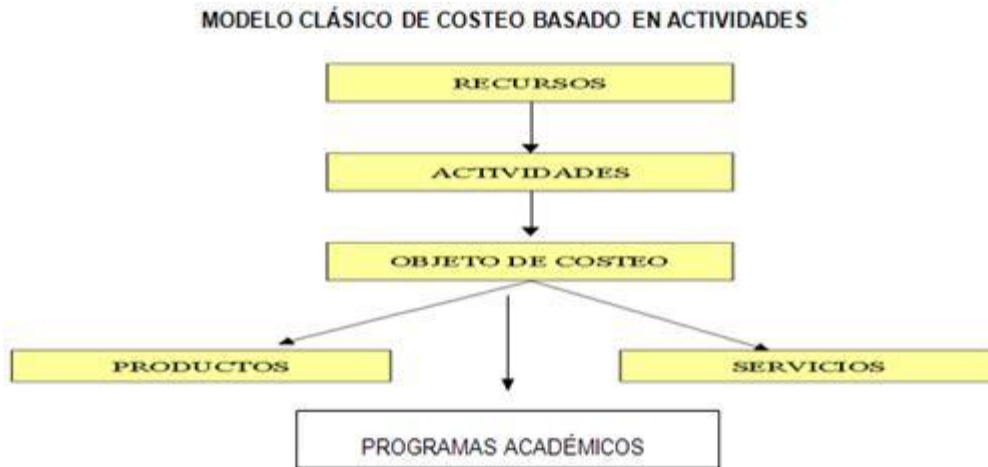 MODELO CLÁSICO DE COSTEO BASADO EN ACTIVIDADES
RECURSOS
ACTIVIDADES
OBJETO DE COSTEO
PRODUCTOS
SERVICIOS
PROGRAMAS ACADÉMICOS